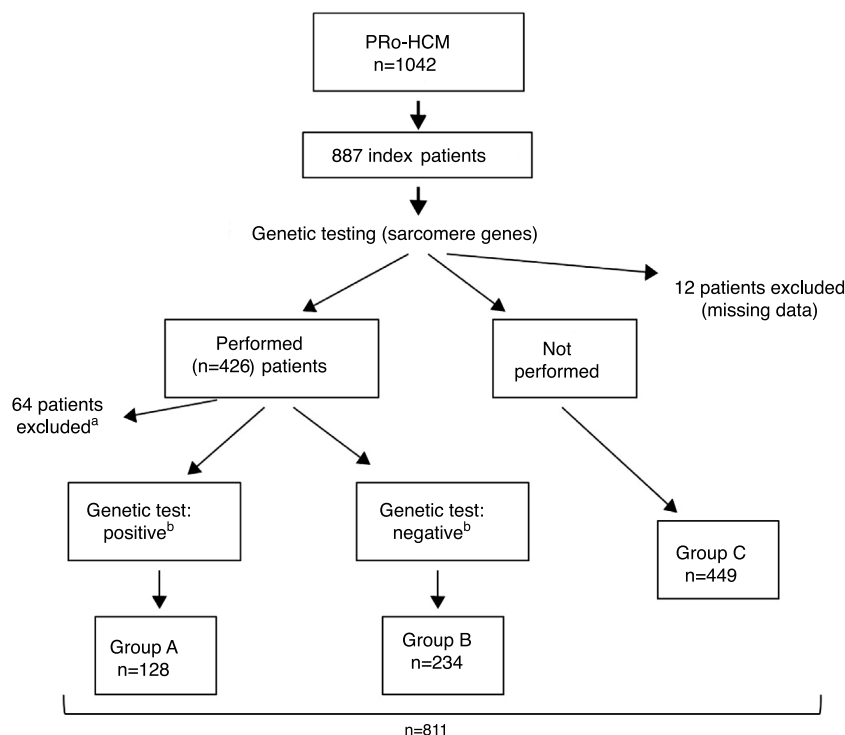 PRo-HCM
n=1042
887 index patients
Genetic testing (sarcomere genes)
12 patients excluded
(missing data)
Performed
(n=426) patients
Not
performed
64 patients
excludedᵃ
Genetic test:
positiveᵇ
Genetic test:
negativeᵇ
Group C
n=449
Group A
n=128
Group B
n=234
n=811